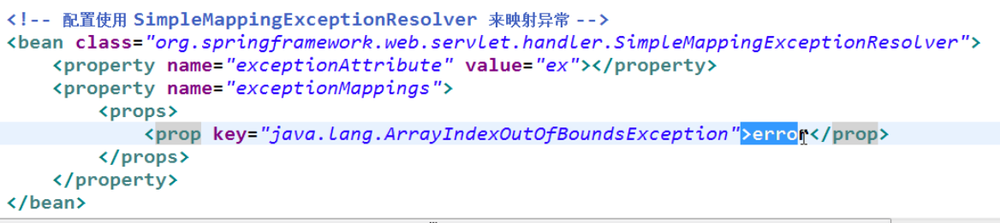 <!-- 配置使用 SimpleMappingExceptionResolver 来映射异常 -->
<bean class="org.springframework.web.servlet.handler.SimpleMappingExceptionResolver">
    <property name="exceptionAttribute" value="ex"></property>
    <property name="exceptionMappings">
        <props>
            <prop key="java.lang.ArrayIndexOutOfBoundsException">error</prop>
        </props>
    </property>
</bean>